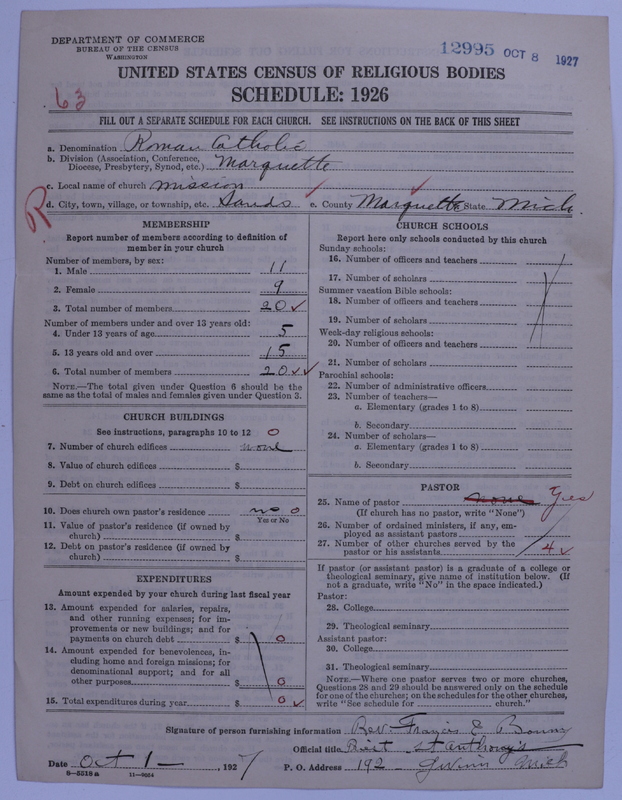 DEPARTMENT OF COMMERCE
BUREAU OF THE CENSUS
WASHINGTON
12995 OCT 8 1927
UNITED STATES CENSUS OF RELIGIOUS BODIES
SCHEDULE: 1926
63
FILL OUT A SEPARATE SCHEDULE FOR EACH CHURCH. SEE INSTRUCTIONS ON THE BACK OF THIS SHEET
a. Denomination Roman Catholic
b. Division (Association, Conference, Diocese, Presbytery, Synod, etc.) Marquette
c. Local name of church Mission
R
d. City, town, village, or township, etc. Sands e. County Marquette State Mich.
MEMBERSHIP
Report number of members according to definition of
member in your church
Number of members, by sex:
1. Male 11
2. Female 9
3. Total number of members 20 ✓
Number of members under and over 13 years old:
4. Under 13 years of age 5
5. 13 years old and over 15
6. Total number of members 20 ✓✓
NOTE.—The total given under Question 6 should be the
same as the total of males and females given under Question 3.
CHURCH BUILDINGS
See instructions, paragraphs 10 to 12 0
7. Number of church edifices none
8. Value of church edifices $
9. Debt on church edifices $
10. Does church own pastor's residence no 0
Yes or No
11. Value of pastor's residence (if owned by
church) $
12. Debt on pastor's residence (if owned by
church) $
EXPENDITURES
Amount expended by your church during last fiscal year
13. Amount expended for salaries, repairs,
and other running expenses; for im-
provements or new buildings; and for
payments on church debt $ 0
14. Amount expended for benevolences, in-
cluding home and foreign missions; for
denominational support; and for all
other purposes $ 0
15. Total expenditures during year $ 0 ✓
CHURCH SCHOOLS
Report here only schools conducted by this church
Sunday schools:
16. Number of officers and teachers
17. Number of scholars
Summer vacation Bible schools:
18. Number of officers and teachers
19. Number of scholars
Week-day religious schools:
20. Number of officers and teachers
21. Number of scholars
Parochial schools:
22. Number of administrative officers
23. Number of teachers—
a. Elementary (grades 1 to 8)
b. Secondary
24. Number of scholars—
a. Elementary (grades 1 to 8)
b. Secondary
PASTOR
25. Name of pastor none Yes
(If church has no pastor, write "None")
26. Number of ordained ministers, if any, em-
ployed as assistant pastors
27. Number of other churches served by the
pastor or his assistants 4 ✓
If pastor (or assistant pastor) is a graduate of a college or
theological seminary, give name of institution below. (If
not a graduate, write "No" in the space indicated.)
Pastor:
28. College
29. Theological seminary
Assistant pastor:
30. College
31. Theological seminary
NOTE.—Where one pastor serves two or more churches,
Questions 28 and 29 should be answered only on the schedule
for one of the churches; on the schedules for the other churches,
write "See schedule for church."
Signature of person furnishing information Rev. Francis E.
Official title St Anthony's
Date Oct 1 — , 1927 P. O. Address 192 Gwinn Mich
8—5218a 11—9054